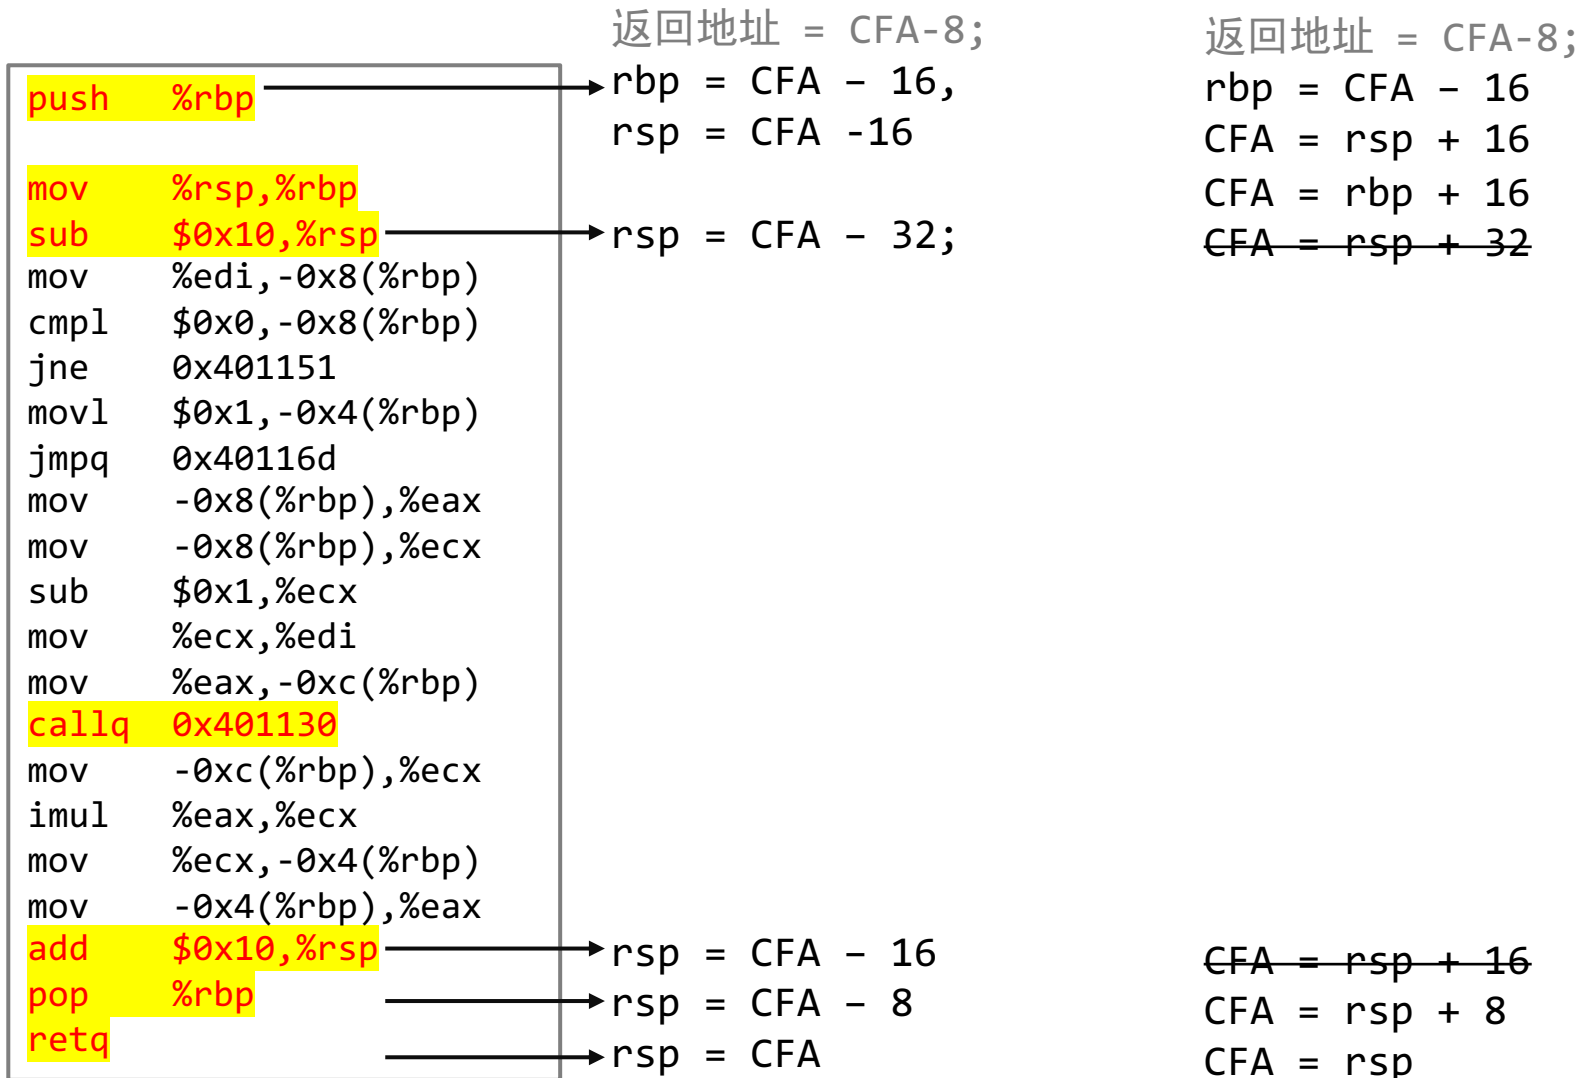 返回地址 = CFA-8;
返回地址 = CFA-8;
push %rbp
rbp = CFA – 16,
rbp = CFA – 16
rsp = CFA -16
CFA = rsp + 16
mov %rsp,%rbp
CFA = rbp + 16
sub $0x10,%rsp
rsp = CFA – 32;
CFA = rsp + 32
mov %edi,-0x8(%rbp)
cmpl $0x0,-0x8(%rbp)
jne 0x401151
movl $0x1,-0x4(%rbp)
jmpq 0x40116d
mov -0x8(%rbp),%eax
mov -0x8(%rbp),%ecx
sub $0x1,%ecx
mov %ecx,%edi
mov %eax,-0xc(%rbp)
callq 0x401130
mov -0xc(%rbp),%ecx
imul %eax,%ecx
mov %ecx,-0x4(%rbp)
mov -0x4(%rbp),%eax
add $0x10,%rsp
rsp = CFA – 16
CFA = rsp + 16
pop %rbp
rsp = CFA – 8
CFA = rsp + 8
retq
rsp = CFA
CFA = rsp